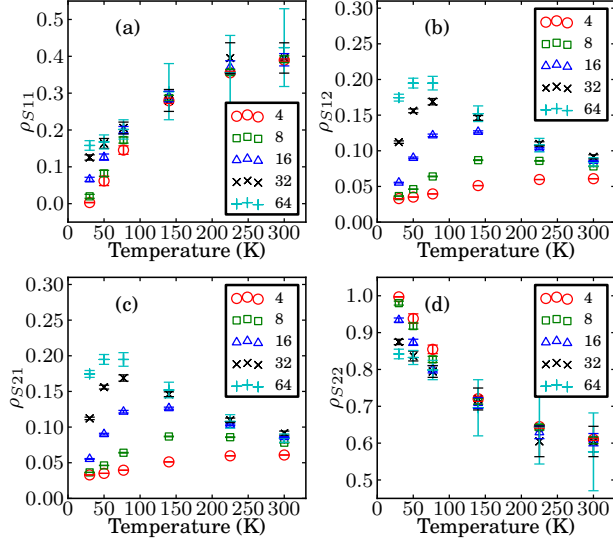 (a)
ρS11
0.5
0.4
0.3
0.2
0.1
0.0
4
8
16
32
64
0 50 100 150 200 250 300
Temperature (K)
(b)
ρS12
0.30
0.25
0.20
0.15
0.10
0.05
0.00
4
8
16
32
64
0 50 100 150 200 250 300
Temperature (K)
(c)
ρS21
0.30
0.25
0.20
0.15
0.10
0.05
0.00
4
8
16
32
64
0 50 100 150 200 250 300
Temperature (K)
(d)
ρS22
1.0
0.9
0.8
0.7
0.6
0.5
4
8
16
32
64
0 50 100 150 200 250 300
Temperature (K)